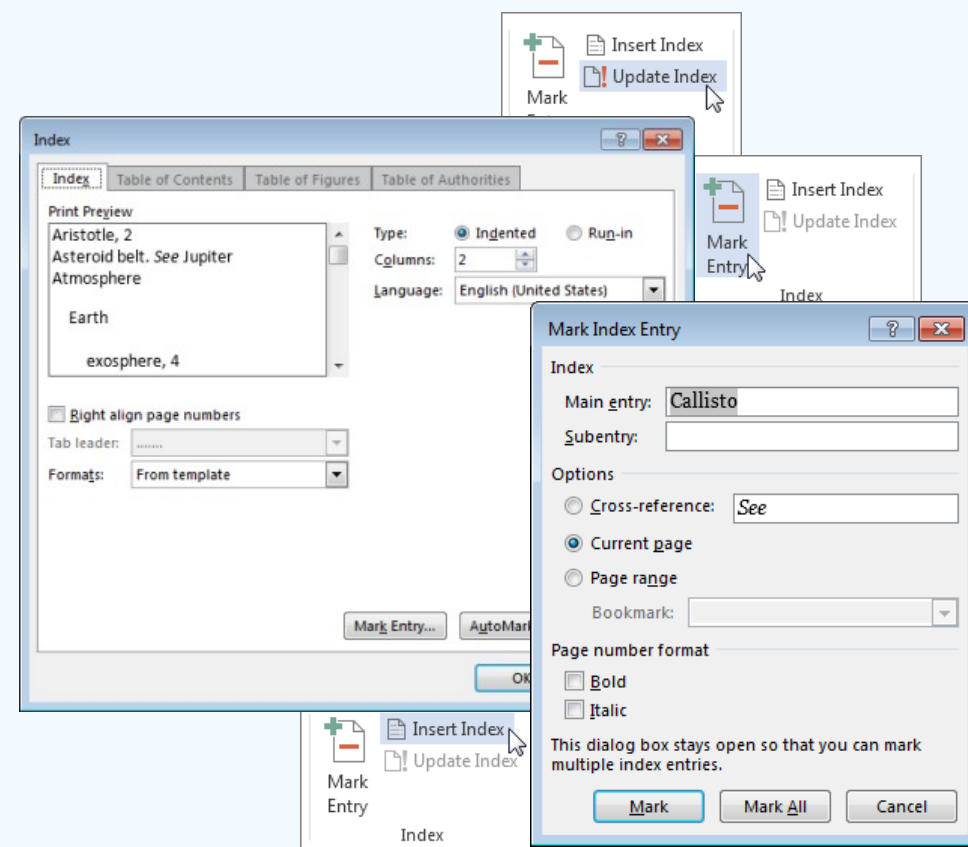 Insert Index
Update Index
Mark
Index
Index Table of Contents Table of Figures Table of Authorities
Print Preview
Aristotle, 2
Asteroid belt. See Jupiter
Atmosphere
Earth
exosphere, 4
Type: Indented Run-in
Columns: 2
Language: English (United States)
Right align page numbers
Tab leader: .......
Formats: From template
Mark Entry...
Insert Index
Update Index
Mark
Entry
Index
Mark Index Entry
Index
Main entry: Callisto
Subentry:
Options
Cross-reference: See
Current page
Page range
Bookmark:
Page number format
Bold
Italic
This dialog box stays open so that you can mark
multiple index entries.
Mark Mark All Cancel
Insert Index
Update Index
Mark
Entry
Index